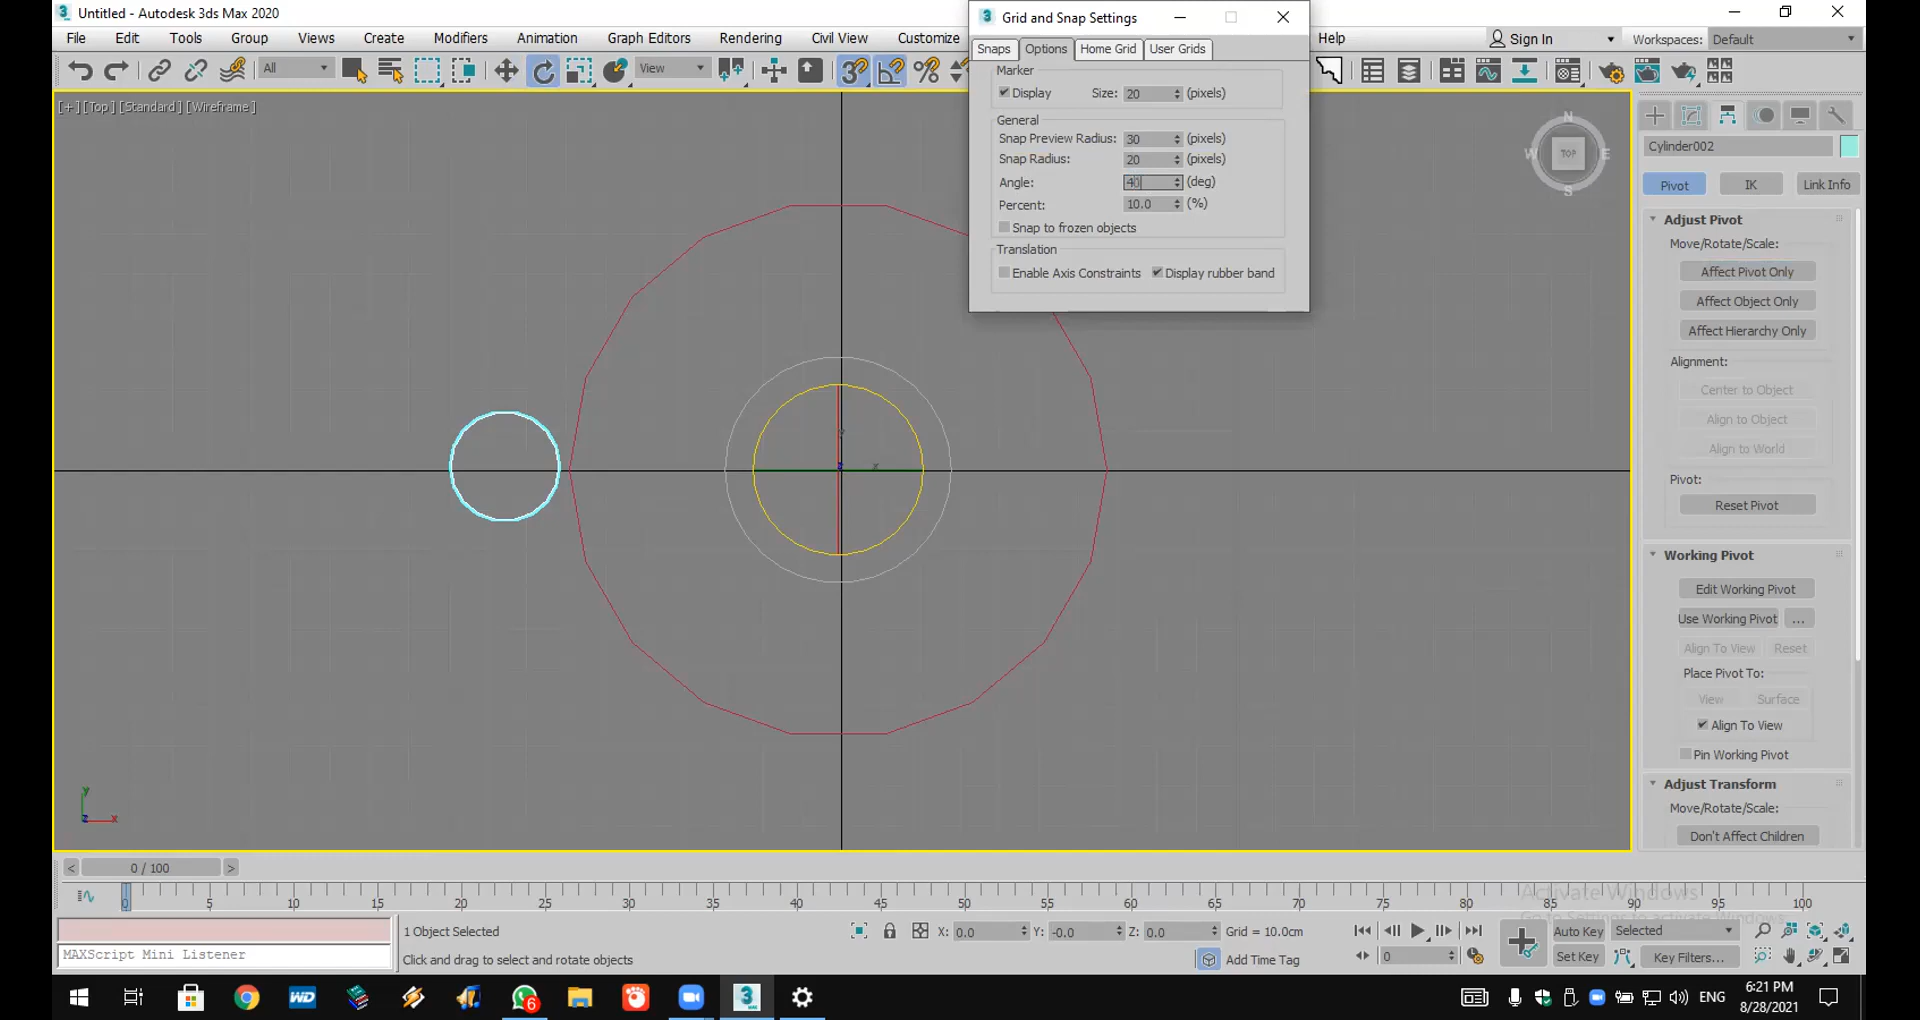 Untitled - Autodesk 3ds Max 2020
Grid and Snap Settings
File Edit Tools Group Views Create Modifiers Animation Graph Editors Rendering Civil View Customize
Help Sign In Workspaces: Default
Snaps Options Home Grid User Grids
All
View
Marker
Display Size: 20 (pixels)
General
Snap Preview Radius: 30 (pixels)
Snap Radius: 20 (pixels)
Angle: 40 (deg)
Percent: 10.0 (%)
Snap to frozen objects
Translation
Enable Axis Constraints Display rubber band
[+] [Top] [Standard] [Wireframe]
N
W TOP E
S
Cylinder002
Pivot IK Link Info
Adjust Pivot
Move/Rotate/Scale:
Affect Pivot Only
Affect Object Only
Affect Hierarchy Only
Alignment:
Center to Object
Align to Object
Align to World
Pivot:
Reset Pivot
Working Pivot
Edit Working Pivot
Use Working Pivot ...
Align To View Reset
Place Pivot To:
View Surface
Align To View
Pin Working Pivot
Adjust Transform
Move/Rotate/Scale:
Don't Affect Children
y
z x
x
y
z
< 0 / 100 >
0 5 10 15 20 25 30 35 40 45 50 55 60 65 70 75 80 85 90 95 100
Activate Windows
Go to Settings to activate Windows.
1 Object Selected X: 0.0 Y: -0.0 Z: 0.0 Grid = 10.0cm Auto Key Selected
MAXScript Mini Listener Click and drag to select and rotate objects Add Time Tag 0 Set Key Key Filters...
WD
6
3
ENG
6:21 PM
8/28/2021